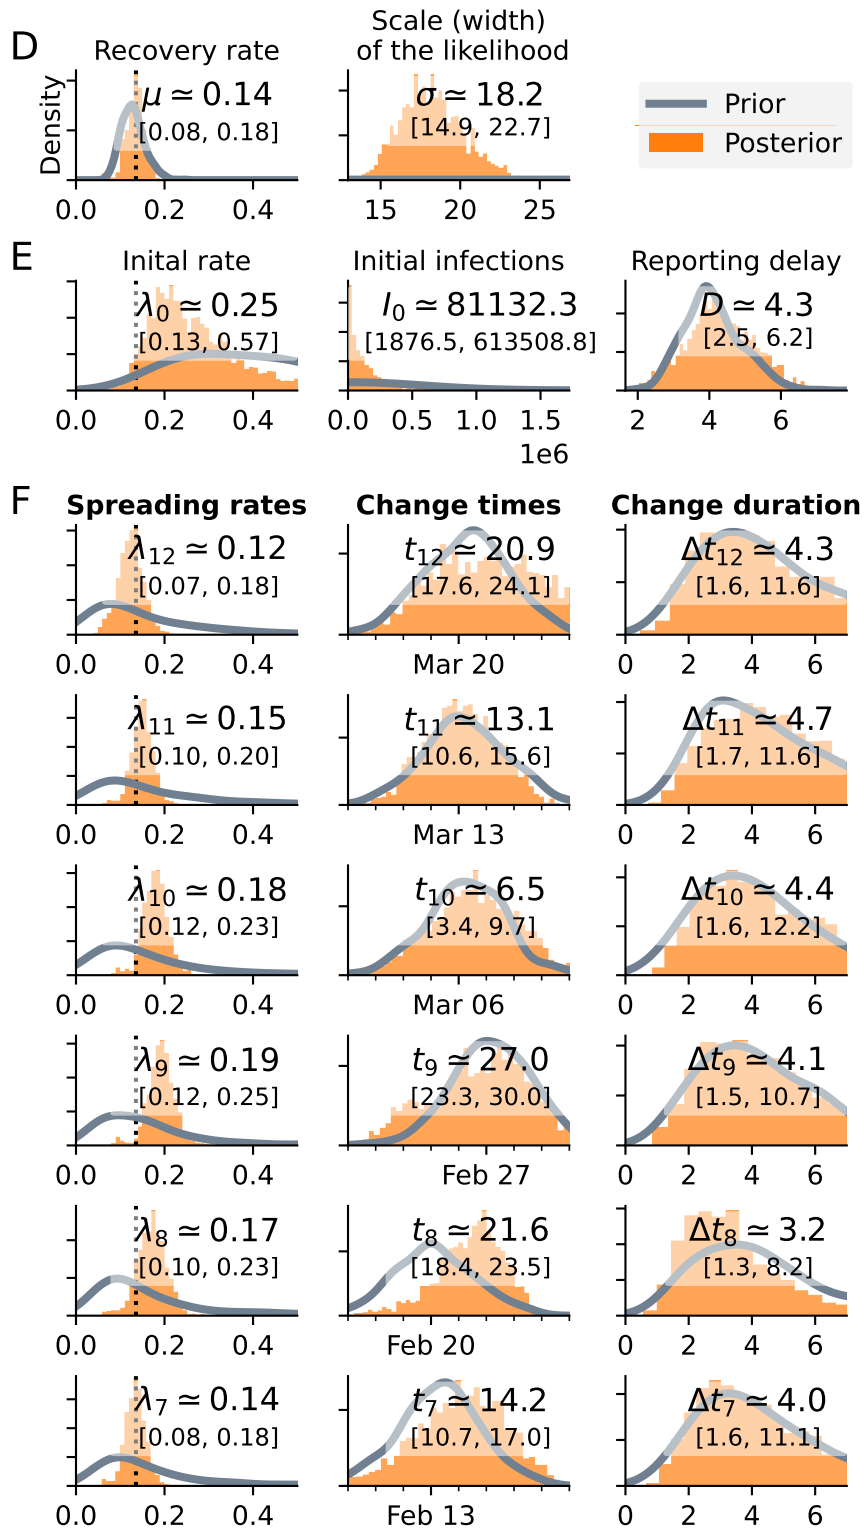 D
Recovery rate
Scale (width)
of the likelihood
Density
μ ≃ 0.14
[0.08, 0.18]
σ ≃ 18.2
[14.9, 22.7]
Prior
Posterior
0.0 0.2 0.4
15 20 25
E
Inital rate
Initial infections
Reporting delay
λ0 ≃ 0.25
[0.13, 0.57]
I0 ≃ 81132.3
[1876.5, 613508.8]
D ≃ 4.3
[2.5, 6.2]
0.0 0.2 0.4
0.0 0.5 1.0 1.5
1e6
2 4 6
F
Spreading rates
Change times
Change duration
λ12 ≃ 0.12
[0.07, 0.18]
t12 ≃ 20.9
[17.6, 24.1]
Δt12 ≃ 4.3
[1.6, 11.6]
0.0 0.2 0.4
Mar 20
0 2 4 6
λ11 ≃ 0.15
[0.10, 0.20]
t11 ≃ 13.1
[10.6, 15.6]
Δt11 ≃ 4.7
[1.7, 11.6]
0.0 0.2 0.4
Mar 13
0 2 4 6
λ10 ≃ 0.18
[0.12, 0.23]
t10 ≃ 6.5
[3.4, 9.7]
Δt10 ≃ 4.4
[1.6, 12.2]
0.0 0.2 0.4
Mar 06
0 2 4 6
λ9 ≃ 0.19
[0.12, 0.25]
t9 ≃ 27.0
[23.3, 30.0]
Δt9 ≃ 4.1
[1.5, 10.7]
0.0 0.2 0.4
Feb 27
0 2 4 6
λ8 ≃ 0.17
[0.10, 0.23]
t8 ≃ 21.6
[18.4, 23.5]
Δt8 ≃ 3.2
[1.3, 8.2]
0.0 0.2 0.4
Feb 20
0 2 4 6
λ7 ≃ 0.14
[0.08, 0.18]
t7 ≃ 14.2
[10.7, 17.0]
Δt7 ≃ 4.0
[1.6, 11.1]
0.0 0.2 0.4
Feb 13
0 2 4 6